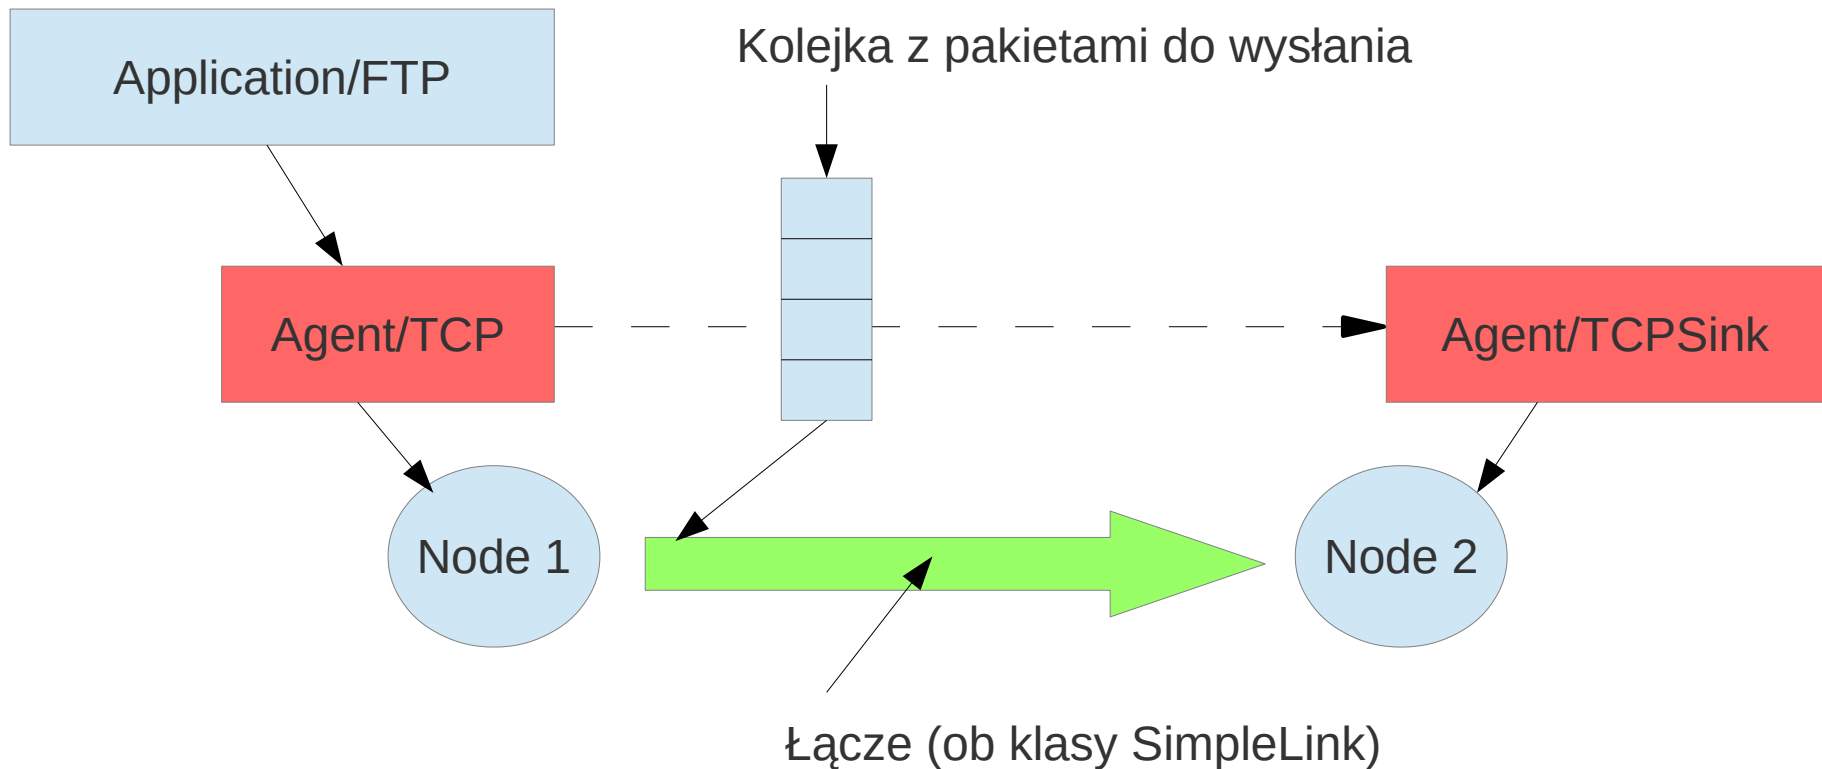 Application/FTP
Kolejka z pakietami do wysłania
Agent/TCP
Agent/TCPSink
Node 1
Node 2
Łącze (ob klasy SimpleLink)